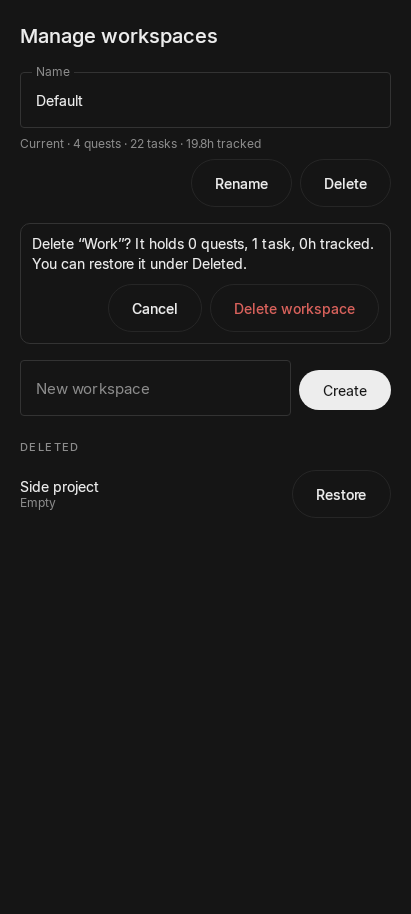 Manage workspaces
Name
Default
Current · 4 quests · 22 tasks · 19.8h tracked
Rename
Delete
Delete “Work”? It holds 0 quests, 1 task, 0h tracked.
You can restore it under Deleted.
Cancel
Delete workspace
New workspace
Create
DELETED
Side project
Empty
Restore